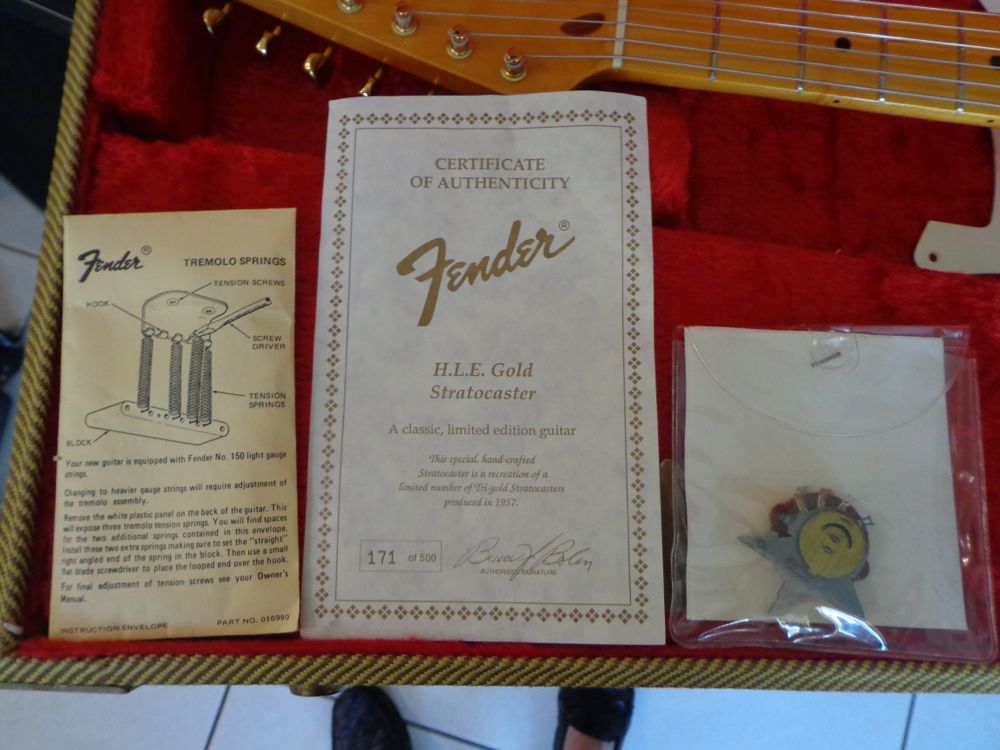 Fender®
TREMOLO SPRINGS
TENSION SCREWS
HOOK
SCREW
DRIVER
TENSION
SPRINGS
BLOCK
Your new guitar is equipped with Fender No. 150 light gauge
strings.
Changing to heavier gauge strings will require adjustment of
the tremolo assembly.
Remove the white plastic panel on the back of the guitar. This
will expose three tremolo tension springs. You will find spaces
for the two additional springs contained in this envelope.
Install these two extra springs making sure to set the "straight"
right angled end of the spring in the block. Then use a small
flat blade screwdriver to place the looped end over the hook.
For final adjustment of tension screws see your Owner's
Manual.
INSTRUCTION ENVELOPE
PART NO. 010990
CERTIFICATE
OF AUTHENTICITY
Fender®
H.L.E. Gold
Stratocaster
A classic, limited edition guitar
This special, hand-crafted
Stratocaster is a recreation of a
limited number of Tri-gold Stratocasters
produced in 1957.
171 of 500
AUTHORIZED SIGNATURE